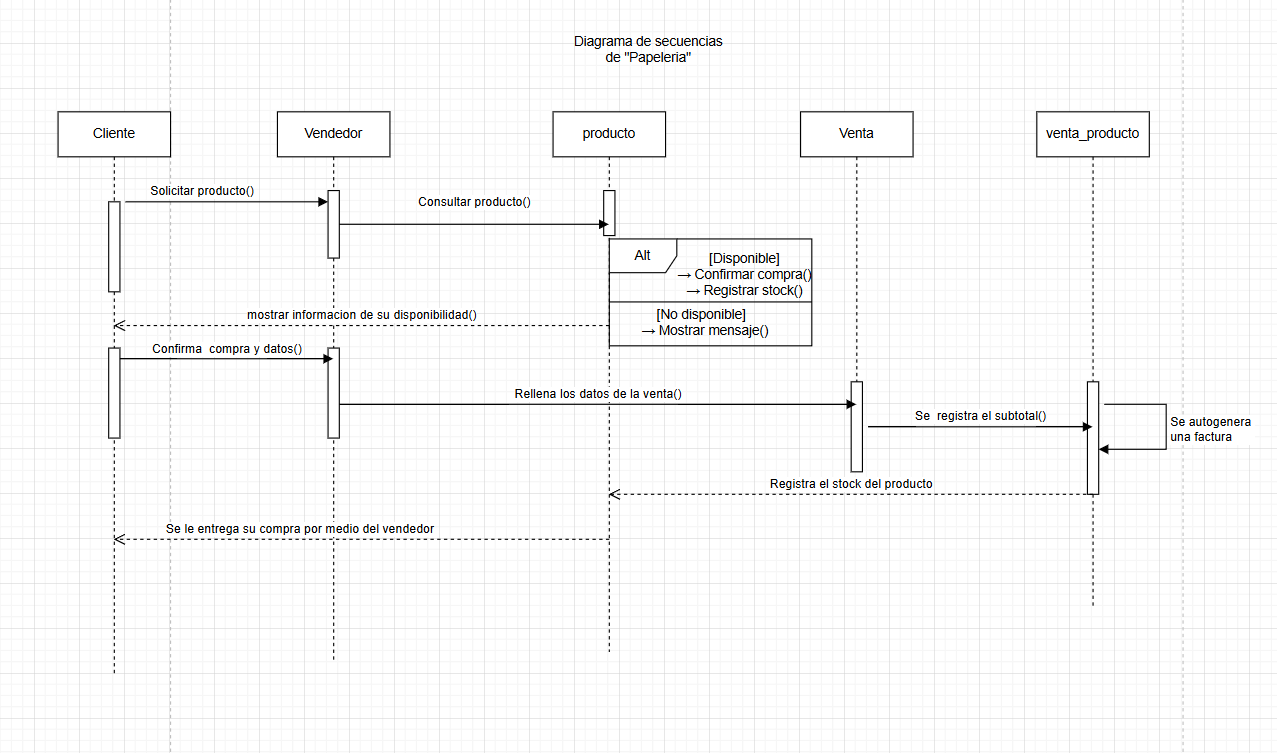 Diagrama de secuencias
de "Papeleria"
Cliente
Vendedor
producto
Venta
venta_producto
Solicitar producto()
Consultar producto()
Alt
[Disponible]
→ Confirmar compra()
→ Registrar stock()
[No disponible]
→ Mostrar mensaje()
mostrar informacion de su disponibilidad()
Confirma compra y datos()
Rellena los datos de la venta()
Se registra el subtotal()
Se autogenera
una factura
Registra el stock del producto
Se le entrega su compra por medio del vendedor